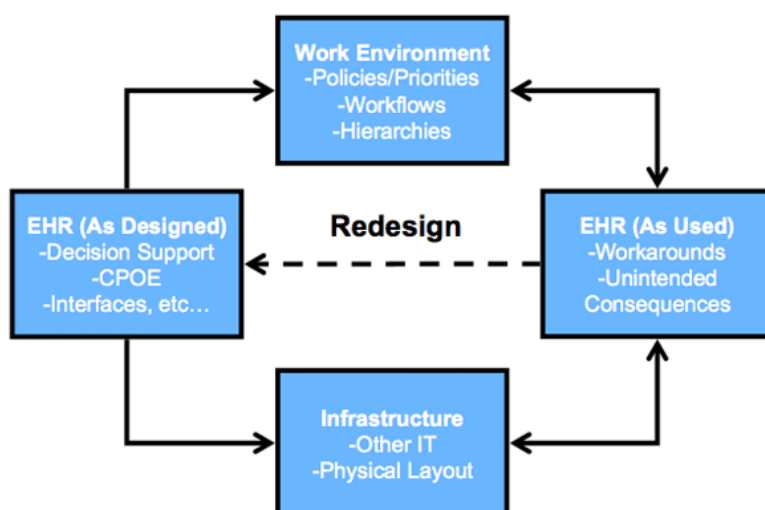 Work Environment
-Policies/Priorities
-Workflows
-Hierarchies
EHR (As Designed)
-Decision Support
-CPOE
-Interfaces, etc…
Redesign
EHR (As Used)
-Workarounds
-Unintended
Consequences
Infrastructure
-Other IT
-Physical Layout